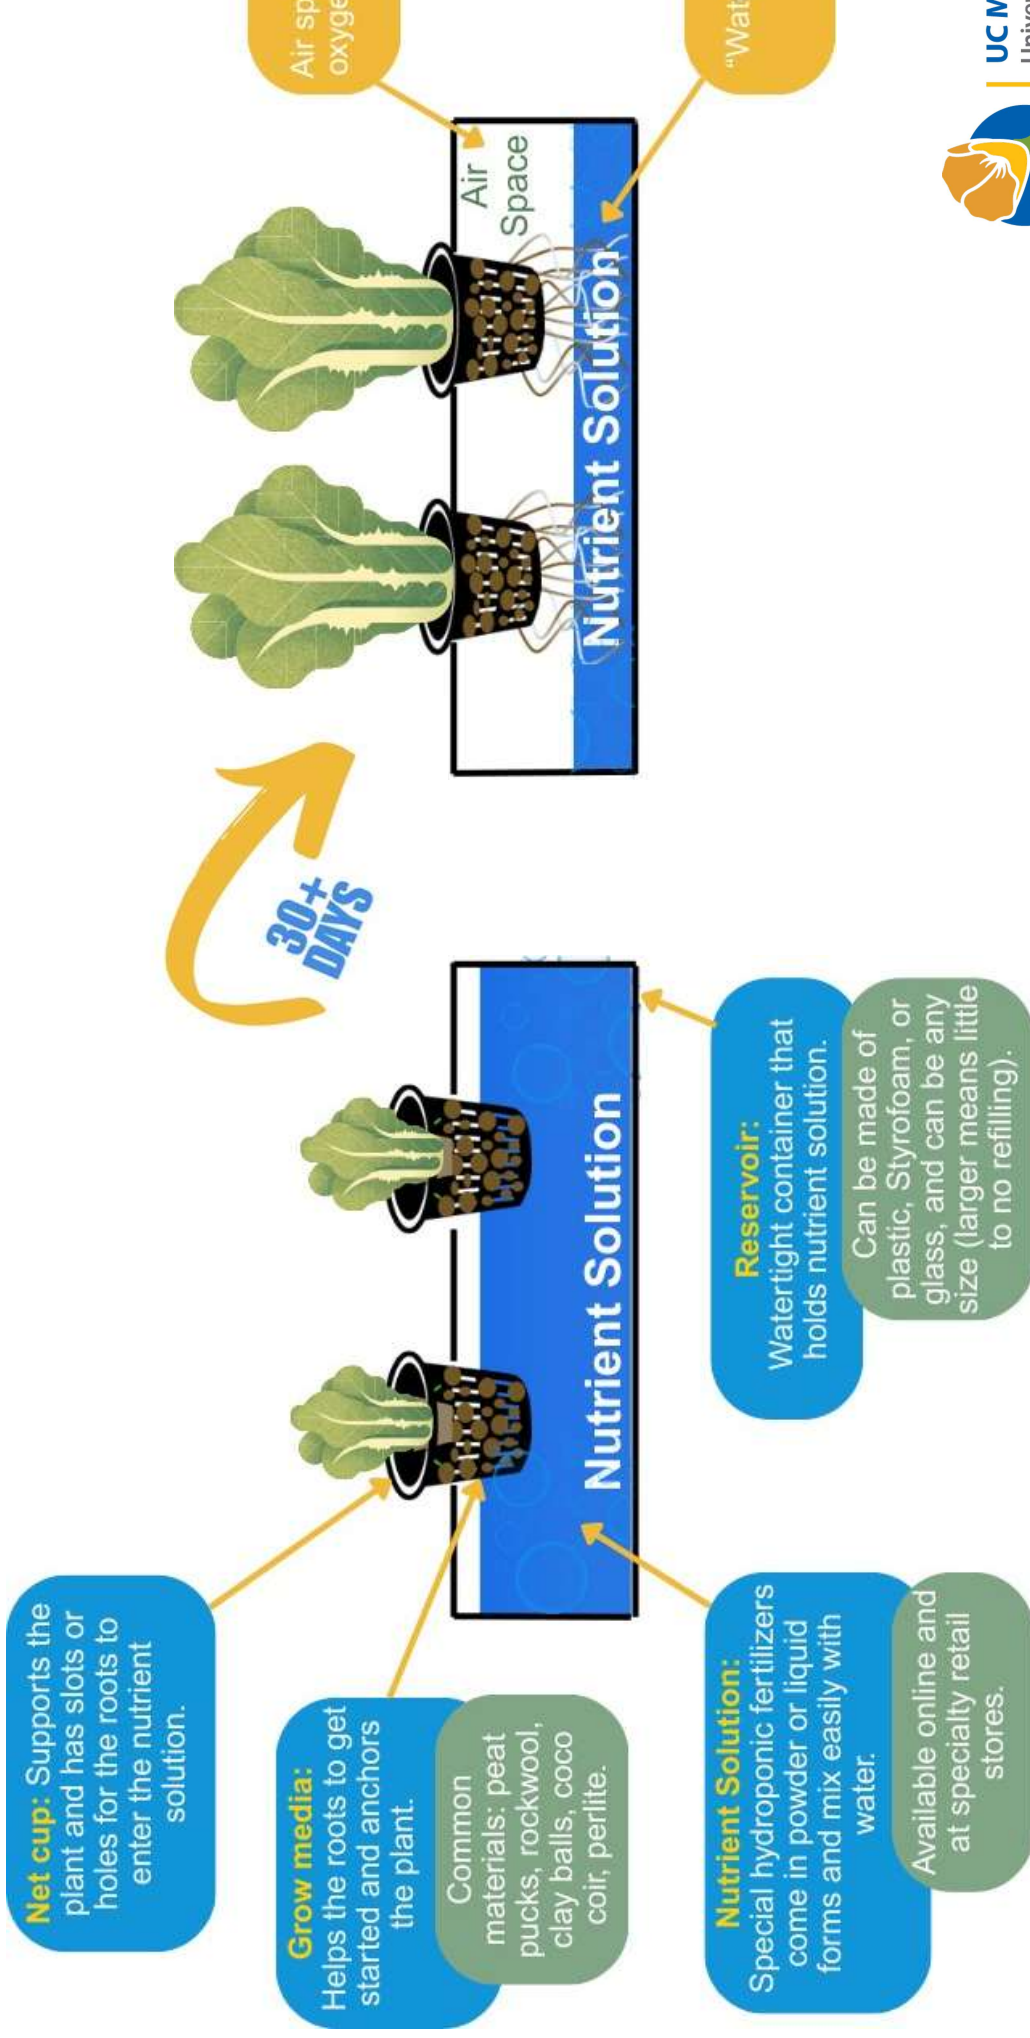 Net cup: Supports the
plant and has slots or
holes for the roots to
enter the nutrient
solution.
Grow media:
Helps the roots to get
started and anchors
the plant.
Common
materials: peat
pucks, rockwool,
clay balls, coco
coir, perlite.
Nutrient Solution:
Special hydroponic fertilizers
come in powder or liquid
forms and mix easily with
water.
Available online and
at specialty retail
stores.
Nutrient Solution
Reservoir:
Watertight container that
holds nutrient solution.
Can be made of
plastic, Styrofoam, or
glass, and can be any
size (larger means little
to no refilling).
30+
DAYS
Nutrient Solution
Air
Space
Air
UC